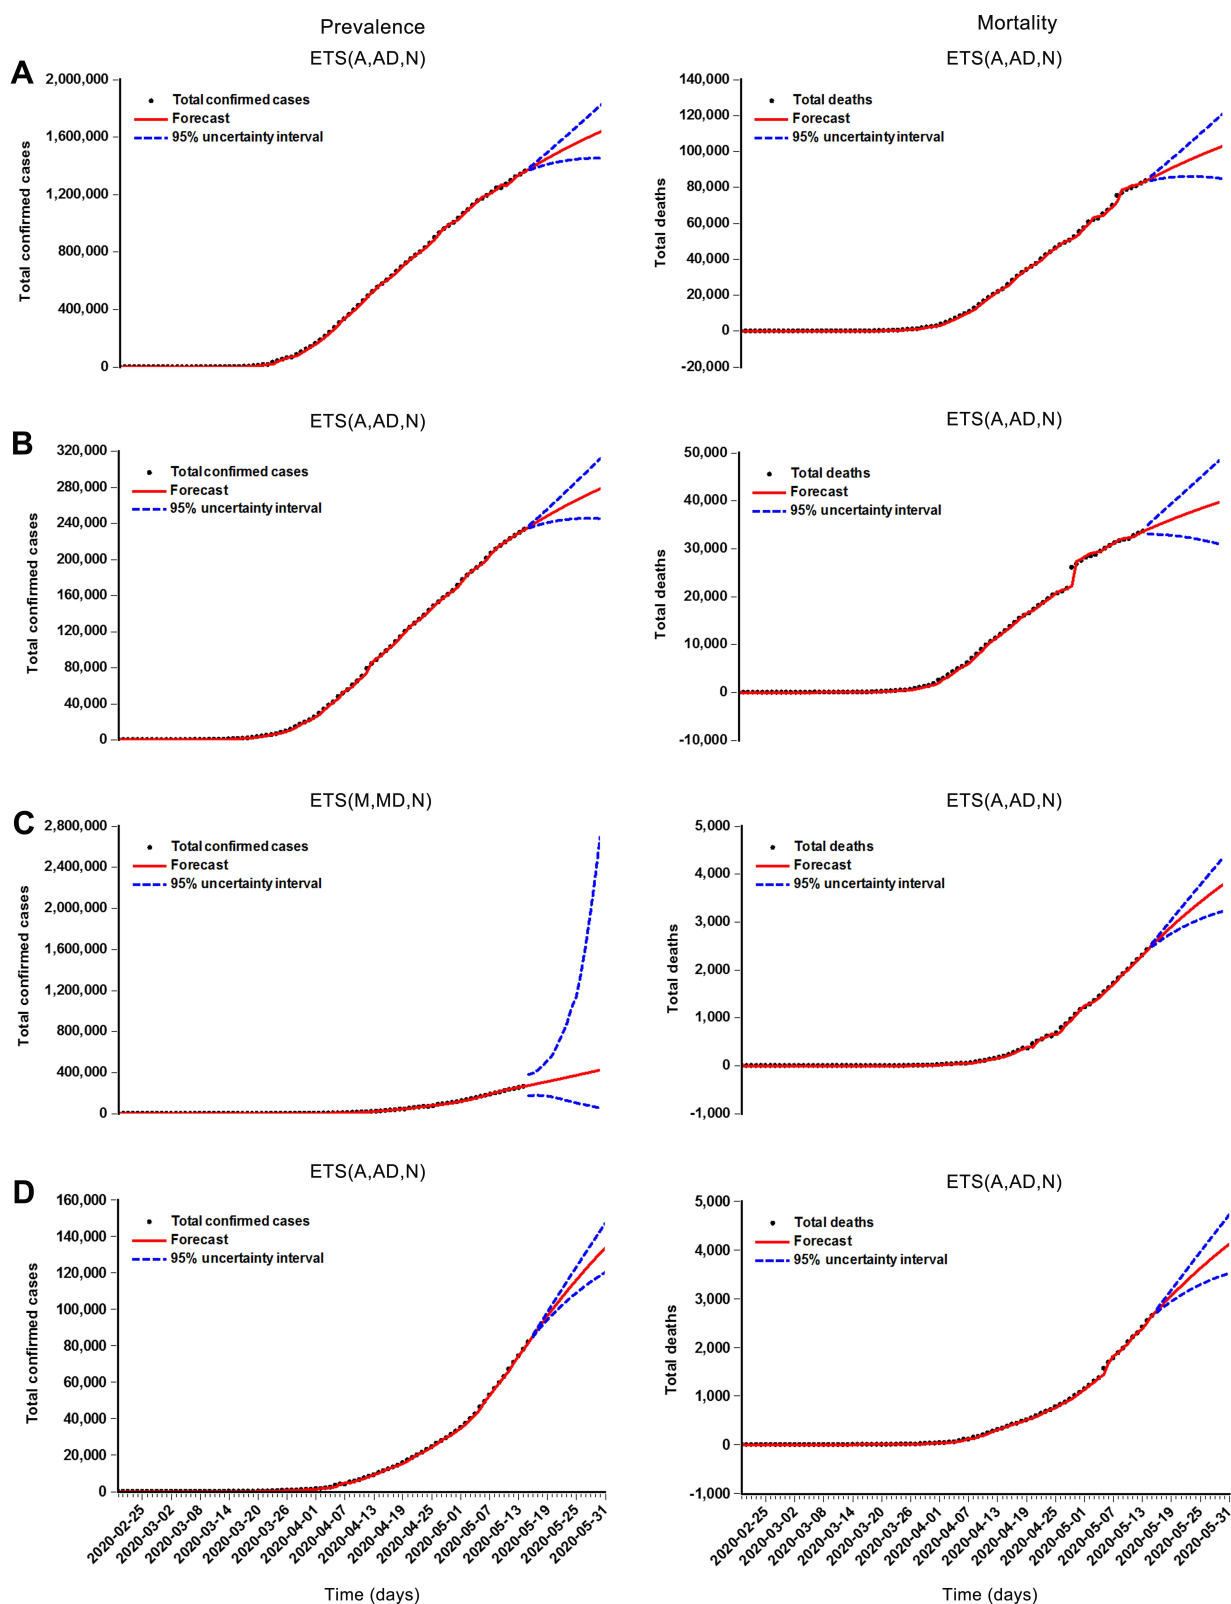 Prevalence
Mortality
A
ETS(A,AD,N)
2,000,000
1,600,000
1,200,000
800,000
400,000
0
Total confirmed cases
Total confirmed cases
Forecast
95% uncertainty interval
ETS(A,AD,N)
140,000
120,000
100,000
80,000
60,000
40,000
20,000
0
-20,000
Total deaths
Total deaths
Forecast
95% uncertainty interval
B
ETS(A,AD,N)
320,000
280,000
240,000
200,000
160,000
120,000
80,000
40,000
0
Total confirmed cases
Total confirmed cases
Forecast
95% uncertainty interval
ETS(A,AD,N)
50,000
40,000
30,000
20,000
10,000
0
-10,000
Total deaths
Total deaths
Forecast
95% uncertainty interval
C
ETS(M,MD,N)
2,800,000
2,400,000
2,000,000
1,600,000
1,200,000
800,000
400,000
0
Total confirmed cases
Total confirmed cases
Forecast
95% uncertainty interval
ETS(A,AD,N)
5,000
4,000
3,000
2,000
1,000
0
-1,000
Total deaths
Total deaths
Forecast
95% uncertainty interval
D
ETS(A,AD,N)
160,000
140,000
120,000
100,000
80,000
60,000
40,000
20,000
0
Total confirmed cases
Total confirmed cases
Forecast
95% uncertainty interval
2020-02-25
2020-03-02
2020-03-08
2020-03-14
2020-03-20
2020-03-26
2020-04-01
2020-04-07
2020-04-13
2020-04-19
2020-04-25
2020-05-01
2020-05-07
2020-05-13
2020-05-19
2020-05-25
2020-05-31
Time (days)
ETS(A,AD,N)
5,000
4,000
3,000
2,000
1,000
0
-1,000
Total deaths
Total deaths
Forecast
95% uncertainty interval
2020-02-25
2020-03-02
2020-03-08
2020-03-14
2020-03-20
2020-03-26
2020-04-01
2020-04-07
2020-04-13
2020-04-19
2020-04-25
2020-05-01
2020-05-07
2020-05-13
2020-05-19
2020-05-25
2020-05-31
Time (days)